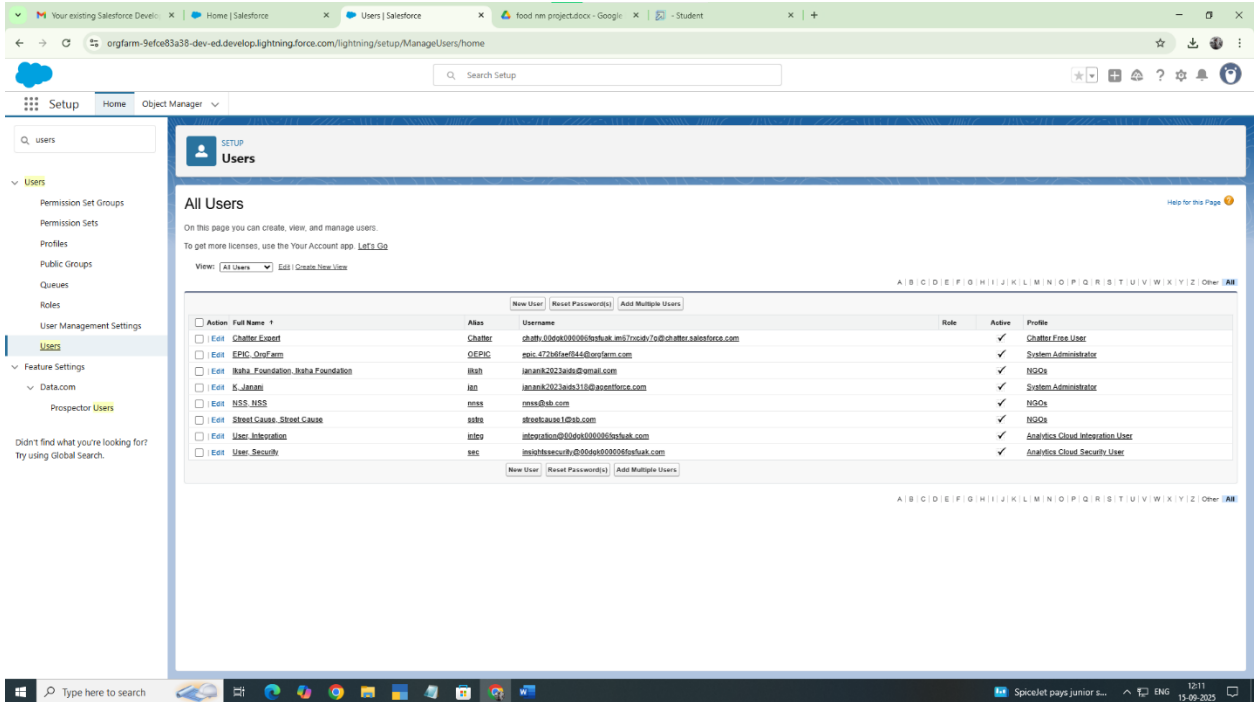 Your existing Salesforce Develo
Home | Salesforce
Users | Salesforce
food nm project.docx - Google
- Student
orgfarm-9efce83a38-dev-ed.develop.lightning.force.com/lightning/setup/ManageUsers/home
Search Setup
Setup Home Object Manager
users
SETUP
Users
Users
Permission Set Groups
Permission Sets
Profiles
Public Groups
Queues
Roles
User Management Settings
Users
Feature Settings
Data.com
Prospector Users
Didn't find what you're looking for?
Try using Global Search.
All Users
Help for this Page
On this page you can create, view, and manage users.
To get more licenses, use the Your Account app. Let's Go
View: All Users Edit | Create New View
A | B | C | D | E | F | G | H | I | J | K | L | M | N | O | P | Q | R | S | T | U | V | W | X | Y | Z | Other All
New User Reset Password(s) Add Multiple Users
Action Full Name ↑ Alias Username Role Active Profile
Edit Chatter Expert Chatter Chatter Free User
Edit EPIC, OrgFarm OEPIC epic.472b6faef844@orgfarm.com System Administrator
Edit Iksha_Foundation, Iksha Foundation iiksh jananik2023aids@gmail.com NGOs
Edit K, Janani jan jananik2023aids318@agentforce.com System Administrator
Edit NSS, NSS nnss nnss@sb.com NGOs
Edit Street Cause, Street Cause sstre streetcause1@sb.com NGOs
Edit User, Integration integ Analytics Cloud Integration User
Edit User, Security sec Analytics Cloud Security User
New User Reset Password(s) Add Multiple Users
A | B | C | D | E | F | G | H | I | J | K | L | M | N | O | P | Q | R | S | T | U | V | W | X | Y | Z | Other All
Type here to search
SpiceJet pays junior s...
ENG
12:11
15-09-2025